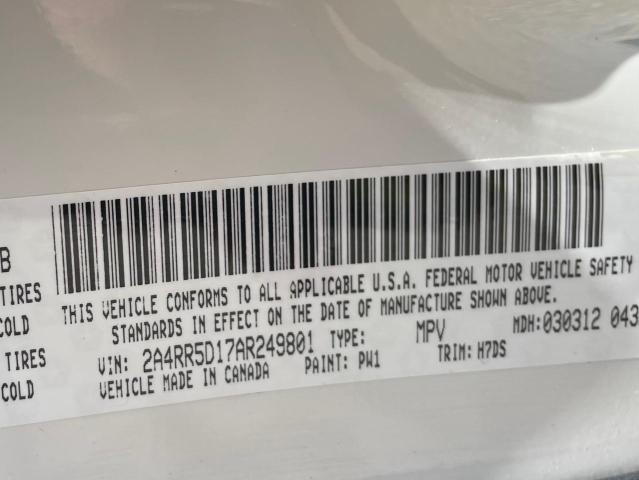 B
TIRES
COLD
TIRES
COLD
THIS VEHICLE CONFORMS TO ALL APPLICABLE U.S.A. FEDERAL MOTOR VEHICLE SAFETY
STANDARDS IN EFFECT ON THE DATE OF MANUFACTURE SHOWN ABOVE.
VIN: 2A4RR5D17AR249801 TYPE: MPV MDH:030312 043
VEHICLE MADE IN CANADA PAINT: PW1 TRIM: H7DS